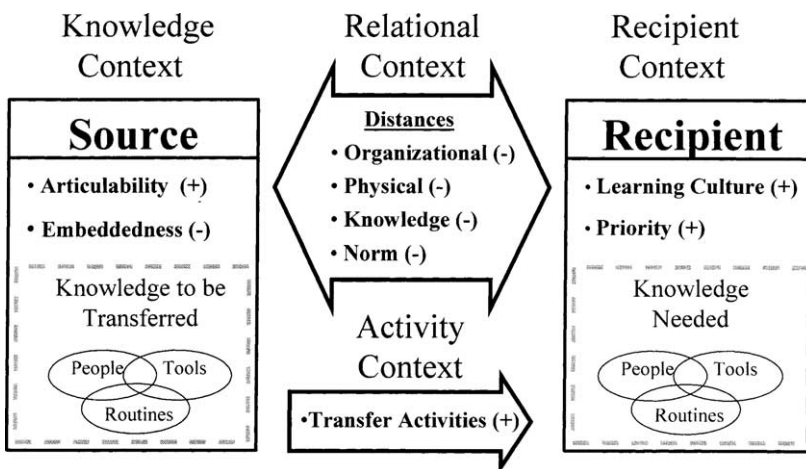 Knowledge
Context
Source
• Articulability (+)
• Embeddedness (-)
Knowledge to be
Transferred
People
Tools
Routines
Relational
Context
Distances
• Organizational (-)
• Physical (-)
• Knowledge (-)
• Norm (-)
Activity
Context
•Transfer Activities (+)
Recipient
Context
Recipient
• Learning Culture (+)
• Priority (+)
Knowledge
Needed
People
Tools
Routines